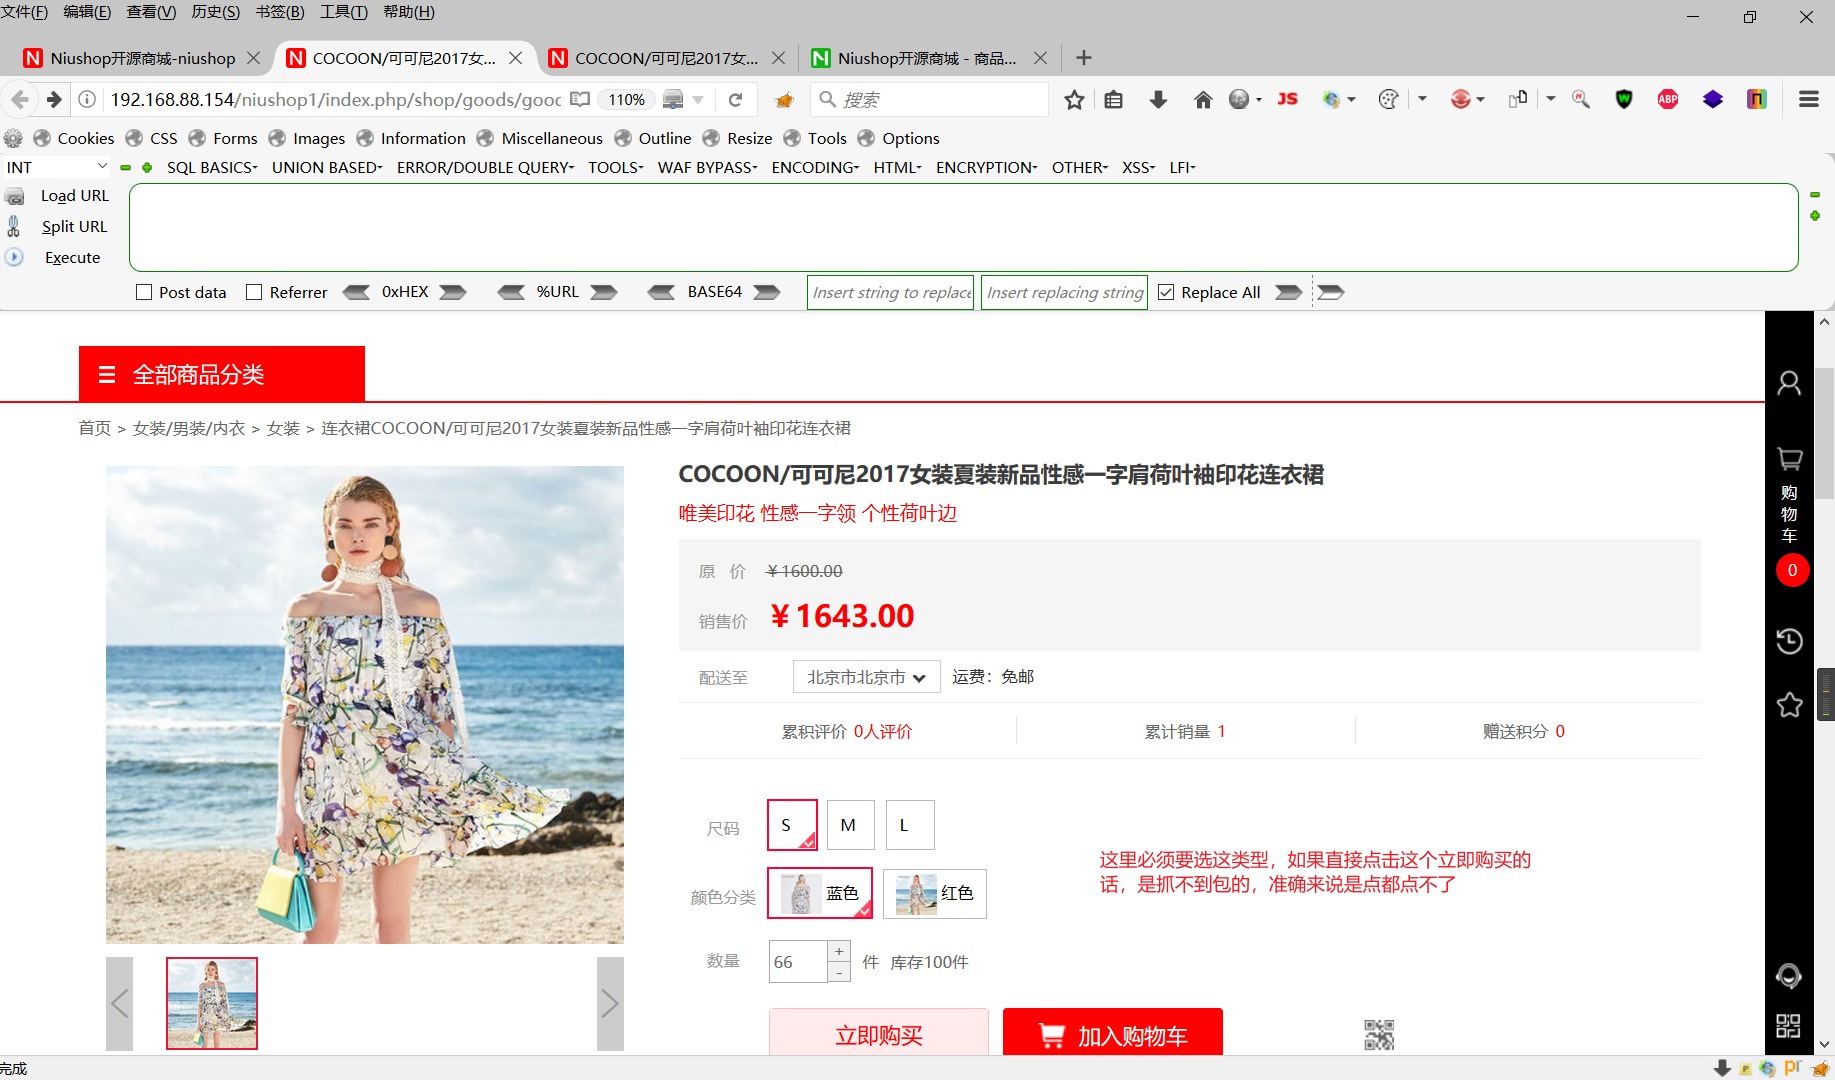 文件(F) 编辑(E) 查看(V) 历史(S) 书签(B) 工具(T) 帮助(H)
Niushop开源商城-niushop
COCOON/可可尼2017女...
COCOON/可可尼2017女...
Niushop开源商城 - 商品...
192.168.88.154/niushop1/index.php/shop/goods/gooc
110%
搜索
JS
ABP
Cookies CSS Forms Images Information Miscellaneous Outline Resize Tools Options
INT
SQL BASICS UNION BASED ERROR/DOUBLE QUERY TOOLS WAF BYPASS ENCODING HTML ENCRYPTION OTHER XSS LFI
Load URL
Split URL
Execute
Post data Referrer 0xHEX %URL BASE64 Insert string to replace Insert replacing string Replace All
全部商品分类
首页 > 女装/男装/内衣 > 女装 > 连衣裙COCOON/可可尼2017女装夏装新品性感一字肩荷叶袖印花连衣裙
COCOON/可可尼2017女装夏装新品性感一字肩荷叶袖印花连衣裙
唯美印花 性感一字领 个性荷叶边
原 价 ¥1600.00
销售价 ¥1643.00
配送至 北京市北京市 运费：免邮
累积评价 0人评价 累计销量 1 赠送积分 0
尺码 S M L
颜色分类 蓝色 红色
这里必须要选这类型，如果直接点击这个立即购买的
话，是抓不到包的，准确来说是点都点不了
数量 66 + - 件 库存100件
立即购买 加入购物车
购
物
车
0
完成
pr